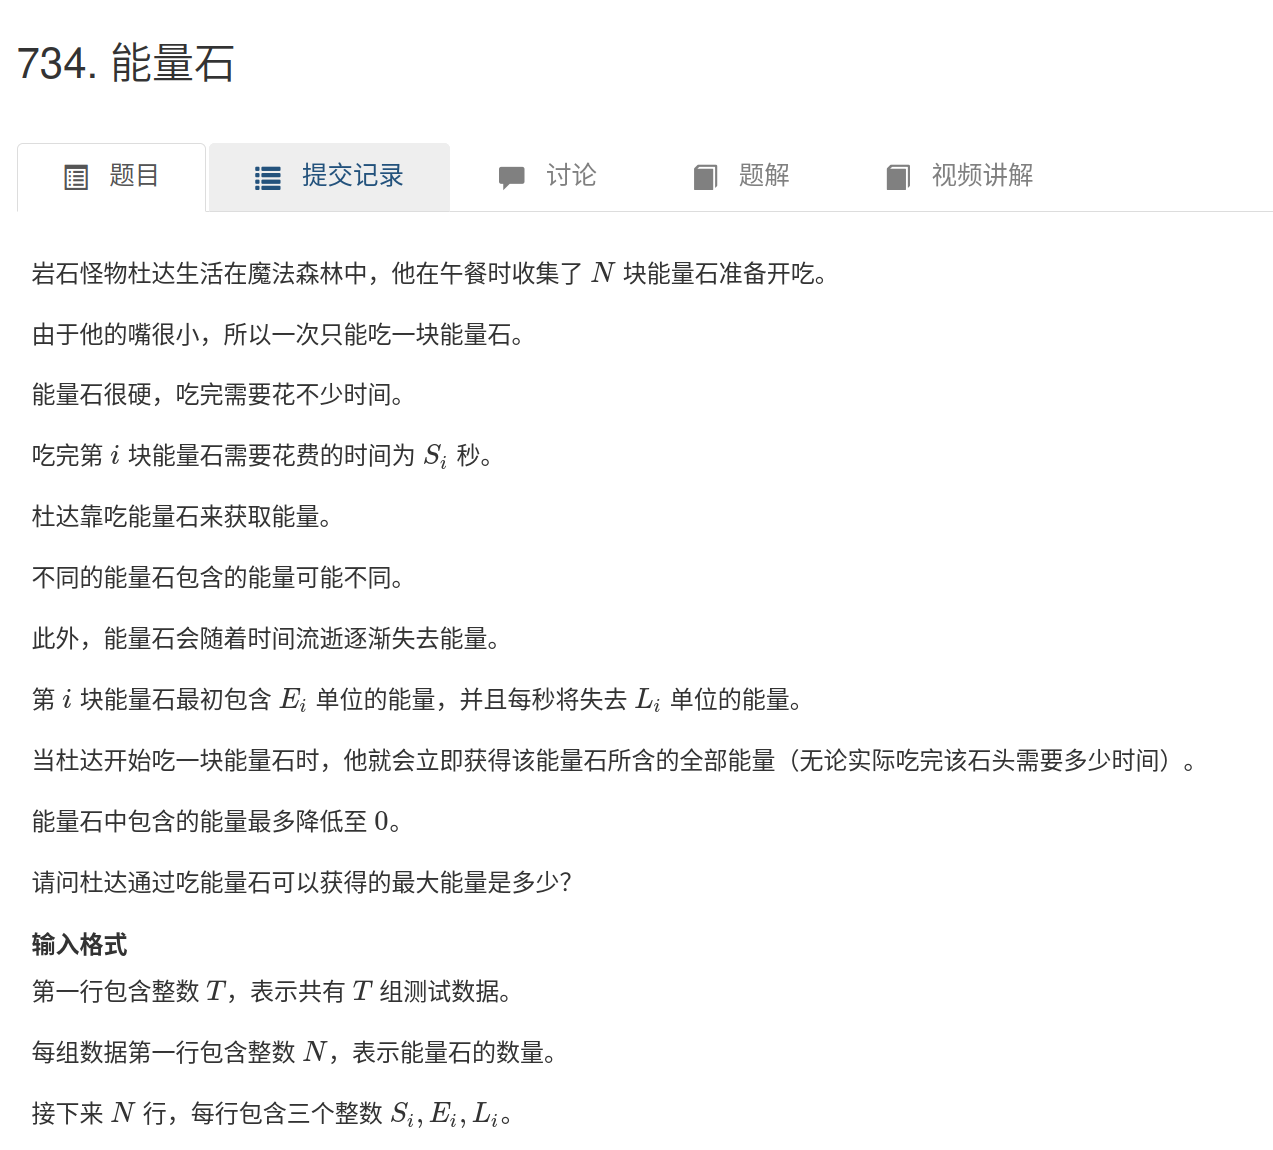 734. 能量石
题目 提交记录 讨论 题解 视频讲解
岩石怪物杜达生活在魔法森林中，他在午餐时收集了 N 块能量石准备开吃。
由于他的嘴很小，所以一次只能吃一块能量石。
能量石很硬，吃完需要花不少时间。
吃完第 i 块能量石需要花费的时间为 S_i 秒。
杜达靠吃能量石来获取能量。
不同的能量石包含的能量可能不同。
此外，能量石会随着时间流逝逐渐失去能量。
第 i 块能量石最初包含 E_i 单位的能量，并且每秒将失去 L_i 单位的能量。
当杜达开始吃一块能量石时，他就会立即获得该能量石所含的全部能量（无论实际吃完该石头需要多少时间）。
能量石中包含的能量最多降低至 0。
请问杜达通过吃能量石可以获得的最大能量是多少？
输入格式
第一行包含整数 T，表示共有 T 组测试数据。
每组数据第一行包含整数 N，表示能量石的数量。
接下来 N 行，每行包含三个整数 S_i, E_i, L_i。